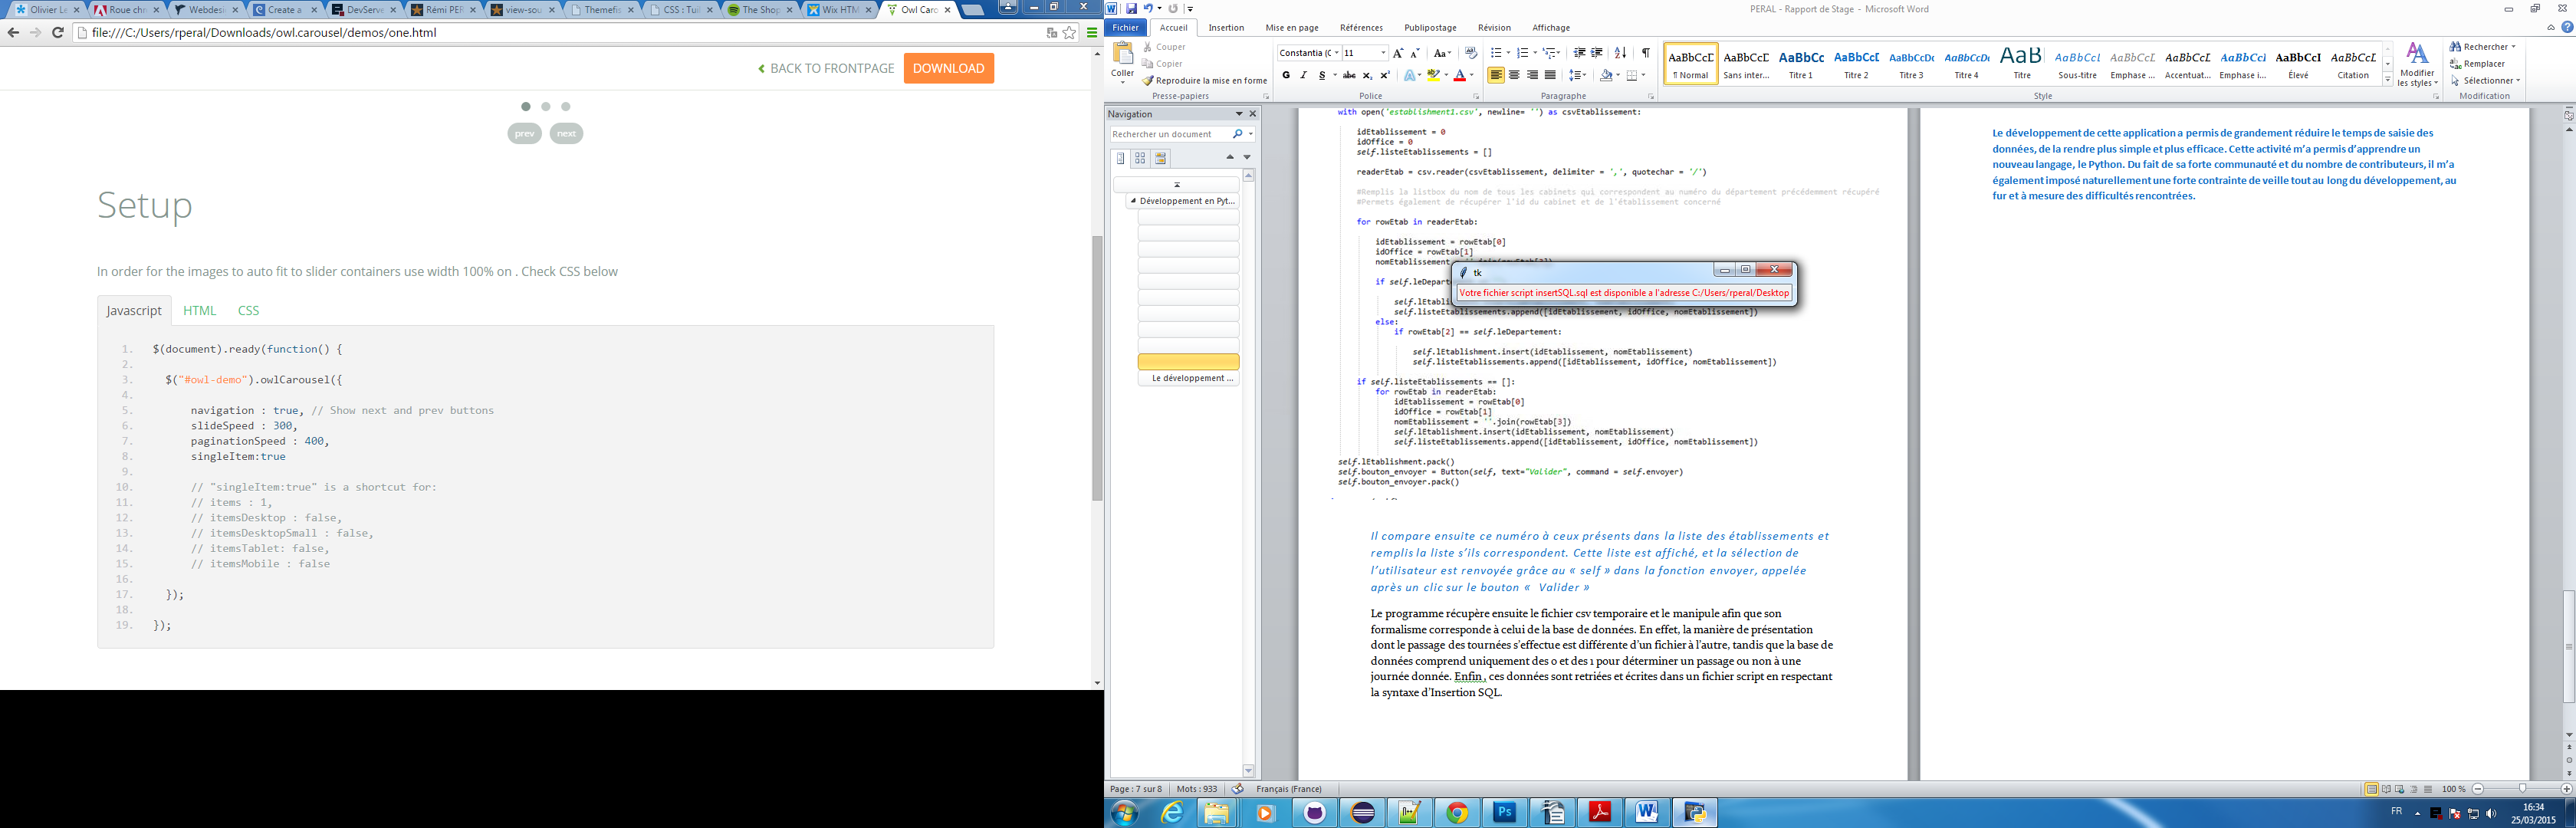 Olivier Le
Roue chr
Webdesi
Create a
DevServe
Rémi PER
view-sou
Themefis
CSS : Tuil
The Shop
Wix HTM
Owl Caro
file:///C:/Users/rperal/Downloads/owl.carousel/demos/one.html
BACK TO FRONTPAGE
DOWNLOAD
prev
next
Setup
In order for the images to auto fit to slider containers use width 100% on . Check CSS below
Javascript
HTML
CSS
1. $(document).ready(function() {
2.
3. $("#owl-demo").owlCarousel({
4.
5. navigation : true, // Show next and prev buttons
6. slideSpeed : 300,
7. paginationSpeed : 400,
8. singleItem:true
9.
10. // "singleItem:true" is a shortcut for:
11. // items : 1,
12. // itemsDesktop : false,
13. // itemsDesktopSmall : false,
14. // itemsTablet: false,
15. // itemsMobile : false
16.
17. });
18.
19. });
PERAL - Rapport de Stage - Microsoft Word
Fichier
Accueil
Insertion
Mise en page
Références
Publipostage
Révision
Affichage
Coller
Couper
Copier
Reproduire la mise en forme
Presse-papiers
Constantia (C
11
Police
Paragraphe
AaBbCcD
AaBbCcD
AaBbCc
AaBbCcI
AaBbCcDc
AaBbCcDc
AaB
AaBbCcI
AaBbCcL
AaBbCcL
AaBbCcI
AaBbCcI
AaBbCcL
¶ Normal
Sans inter...
Titre 1
Titre 2
Titre 3
Titre 4
Titre
Sous-titre
Emphase ...
Accentuat...
Emphase i...
Élevé
Citation
Style
Modifier
les styles
Rechercher
Remplacer
Sélectionner
Modification
Navigation
Rechercher un document
Développement en Pyt...
Le développement ...
with open('establishment1.csv', newline= '') as csvEtablissement:
idEtablissement = 0
idOffice = 0
self.listeEtablissements = []
readerEtab = csv.reader(csvEtablissement, delimiter = ',', quotechar = '/')
#Remplis la listbox du nom de tous les cabinets qui correspondent au numéro du département précédemment récupéré
#Permets également de récupérer l'id du cabinet et de l'établissement concerné
for rowEtab in readerEtab:
idEtablissement = rowEtab[0]
idOffice = rowEtab[1]
nomEtablissement
if self.leDepar
self.lEtabli
self.listeEtablissements.append([idEtablissement, idOffice, nomEtablissement])
else:
if rowEtab[2] == self.leDepartement:
self.lEtablishment.insert(idEtablissement, nomEtablissement)
self.listeEtablissements.append([idEtablissement, idOffice, nomEtablissement])
if self.listeEtablissements == []:
for rowEtab in readerEtab:
idEtablissement = rowEtab[0]
idOffice = rowEtab[1]
nomEtablissement = ''.join(rowEtab[3])
self.lEtablishment.insert(idEtablissement, nomEtablissement)
self.listeEtablissements.append([idEtablissement, idOffice, nomEtablissement])
self.lEtablishment.pack()
self.bouton_envoyer = Button(self, text="Valider", command = self.envoyer)
self.bouton_envoyer.pack()
tk
Votre fichier script insertSQL.sql est disponible a l'adresse C:/Users/rperal/Desktop
Il compare ensuite ce numéro à ceux présents dans la liste des établissements et
remplis la liste s'ils correspondent. Cette liste est affiché, et la sélection de
l'utilisateur est renvoyée grâce au « self » dans la fonction envoyer, appelée
après un clic sur le bouton « Valider »
Le programme récupère ensuite le fichier csv temporaire et le manipule afin que son
formalisme corresponde à celui de la base de données. En effet, la manière de présentation
dont le passage des tournées s'effectue est différente d'un fichier à l'autre, tandis que la base de
données comprend uniquement des 0 et des 1 pour déterminer un passage ou non à une
journée donnée. Enfin , ces données sont retriées et écrites dans un fichier script en respectant
la syntaxe d'Insertion SQL.
Le développement de cette application a permis de grandement réduire le temps de saisie des
données, de la rendre plus simple et plus efficace. Cette activité m'a permis d'apprendre un
nouveau langage, le Python. Du fait de sa forte communauté et du nombre de contributeurs, il m'a
également imposé naturellement une forte contrainte de veille tout au long du développement, au
fur et à mesure des difficultés rencontrées.
Page : 7 sur 8
Mots : 933
Français (France)
100 %
FR
16:34
25/03/2015